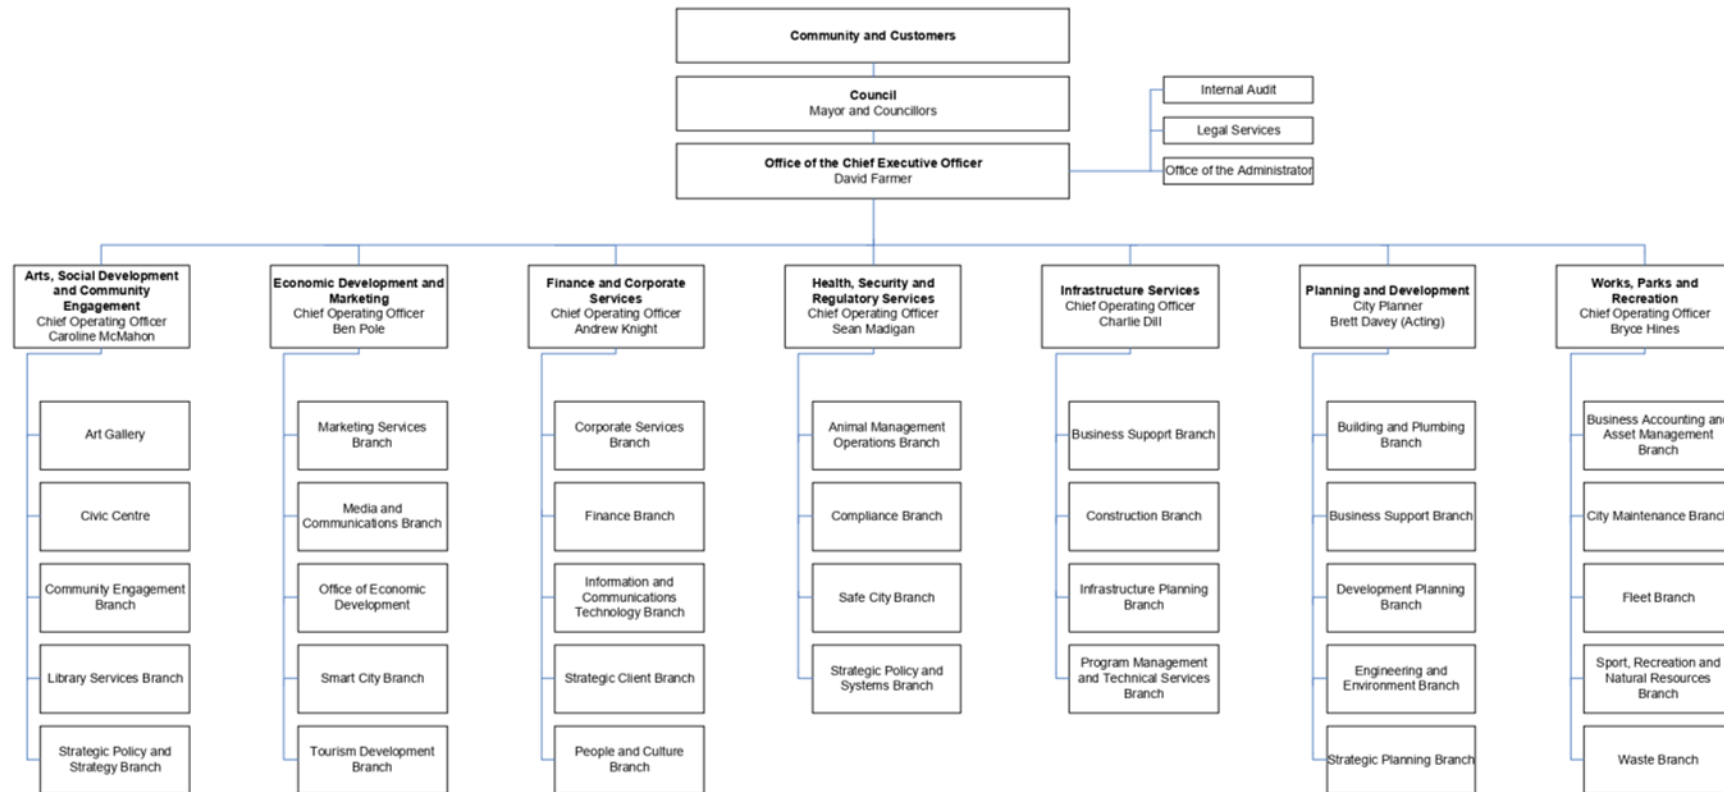 Community and Customers
Council
Mayor and Councillors
Office of the Chief Executive Officer
David Farmer
Internal Audit
Legal Services
Office of the Administrator
Arts, Social Development
and Community
Engagement
Chief Operating Officer
Caroline McMahon
Art Gallery
Civic Centre
Community Engagement
Branch
Library Services Branch
Strategic Policy and
Strategy Branch
Economic Development and
Marketing
Chief Operating Officer
Ben Pole
Marketing Services
Branch
Media and
Communications Branch
Office of Economic
Development
Smart City Branch
Tourism Development
Branch
Finance and Corporate
Services
Chief Operating Officer
Andrew Knight
Corporate Services
Branch
Finance Branch
Information and
Communications
Technology Branch
Strategic Client Branch
People and Culture
Branch
Health, Security and
Regulatory Services
Chief Operating Officer
Sean Madigan
Animal Management
Operations Branch
Compliance Branch
Safe City Branch
Strategic Policy and
Systems Branch
Infrastructure Services
Chief Operating Officer
Charlie Dill
Business Supoprt Branch
Construction Branch
Infrastructure Planning
Branch
Program Management
and Technical Services
Branch
Planning and Development
City Planner
Brett Davey (Acting)
Building and Plumbing
Branch
Business Support Branch
Development Planning
Branch
Engineering and
Environment Branch
Strategic Planning Branch
Works, Parks and
Recreation
Chief Operating Officer
Bryce Hines
Business Accounting and
Asset Management
Branch
City Maintenance Branch
Fleet Branch
Sport, Recreation and
Natural Resources
Branch
Waste Branch